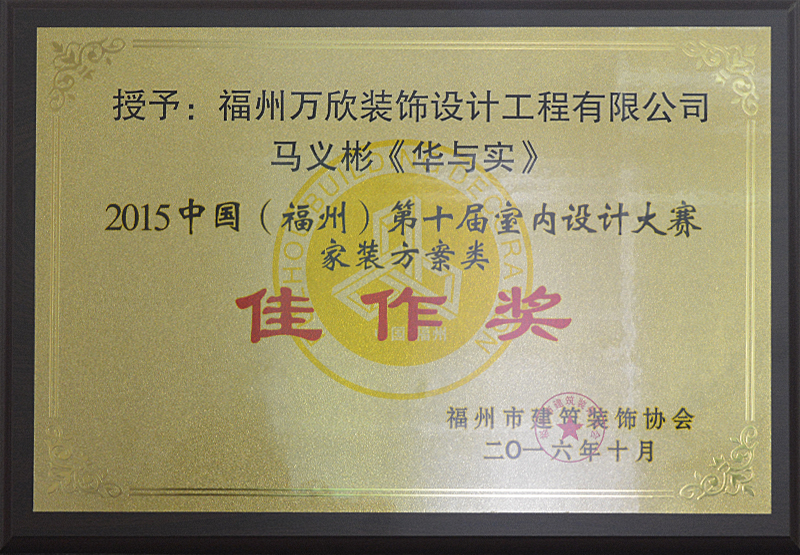 授予：福州万欣装饰设计工程有限公司
马义彬《华与实》
2015中国（福州）第十届室内设计大赛
家装方案类
佳作奖
福州市建筑装饰协会
二〇一六年十月